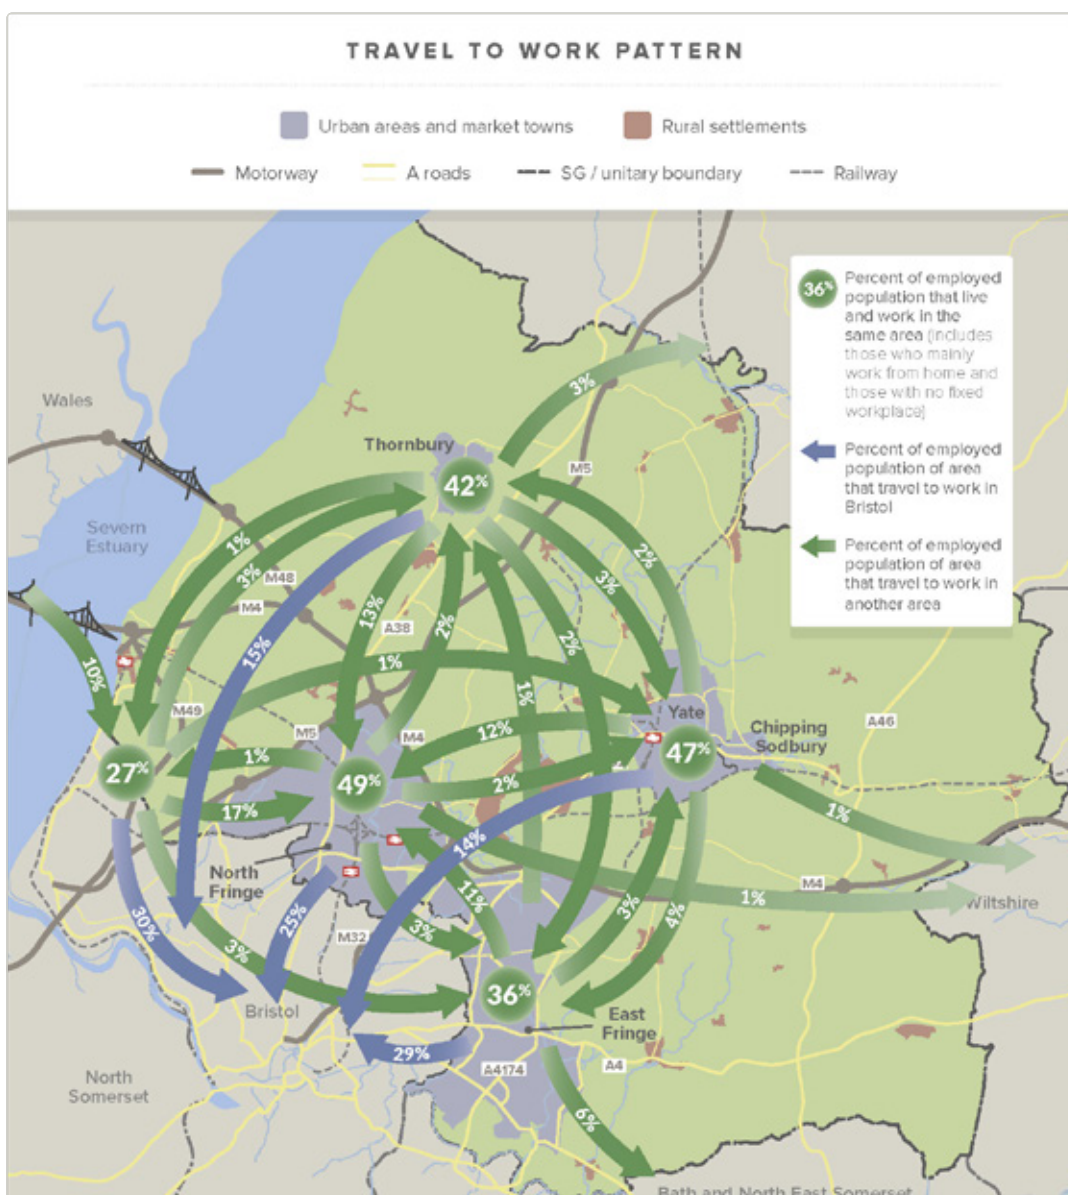 TRAVEL TO WORK PATTERN
Urban areas and market towns
Rural settlements
Motorway
A roads
SG / unitary boundary
Railway
36%
Percent of employed
population that live
and work in the
same area (includes
those who mainly
work from home and
those with no fixed
workplace)
Percent of employed
population of area
that travel to work in
Bristol
Percent of employed
population of area
that travel to work in
another area
3%
Wales
Thornbury
M5
42%
Severn
Estuary
1%
2%
3%
3%
M48
M4
13%
A38
2%
15%
2%
10%
1%
1%
M49
Yate
A46
Chipping
Sodbury
M5
M4
12%
27%
1%
47%
49%
2%
17%
1%
14%
North
Fringe
11%
M4
1%
Wiltshire
30%
25%
3%
3%
4%
M32
3%
36%
Bristol
East
Fringe
29%
A4174
A4
North
Somerset
6%
Bath and North East Somerset